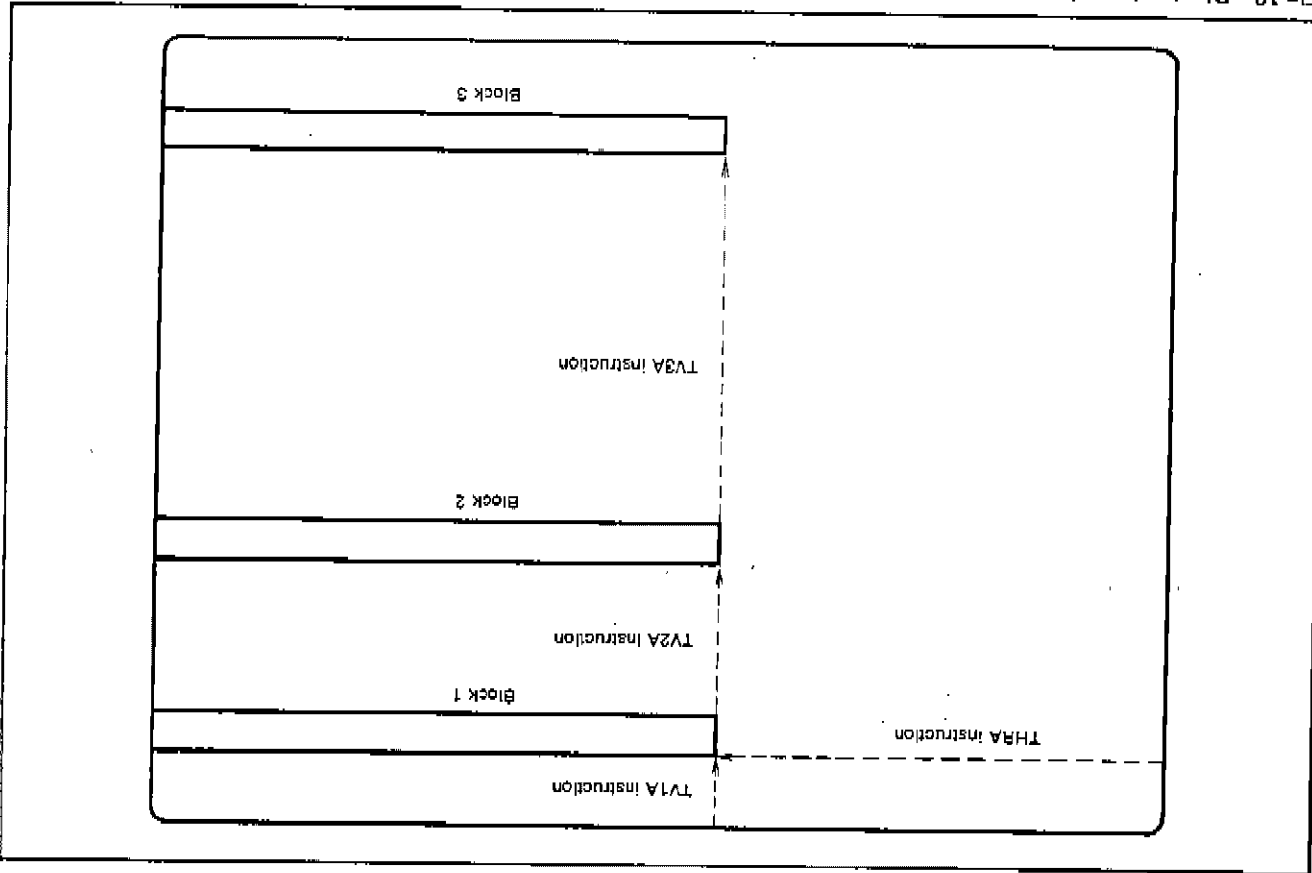 TV1A instruction
THRA instruction
Block 1
TV2A instruction
Block 2
TV3A instruction
Block 3